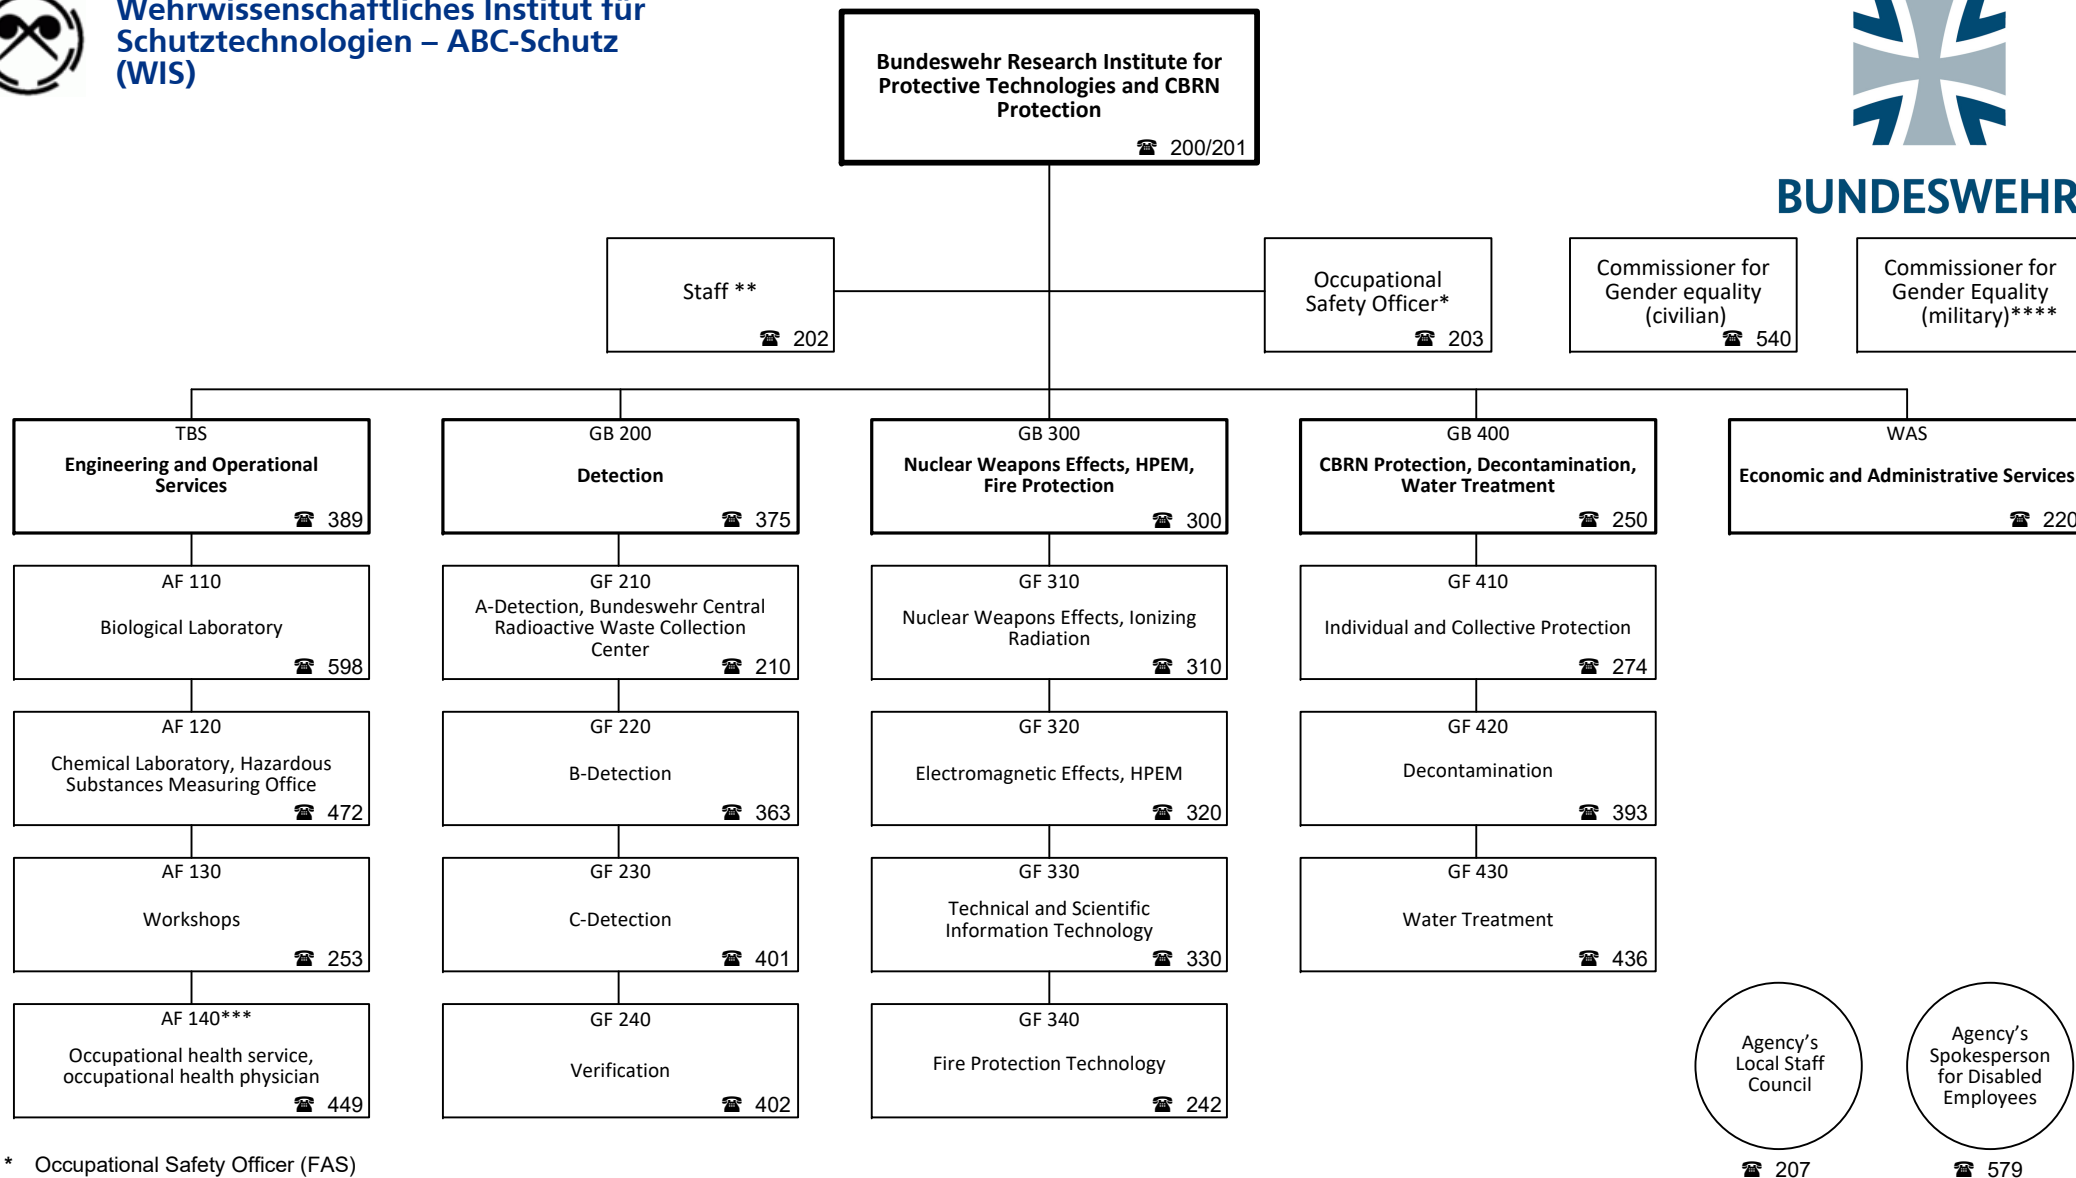 Wehrwissenschaftliches Institut für
Schutztechnologien – ABC-Schutz
(WIS)
Bundeswehr Research Institute for
Protective Technologies and CBRN
Protection
☎ 200/201
BUNDESWEHR
Staff **
☎ 202
Occupational
Safety Officer*
☎ 203
Commissioner for
Gender equality
(civilian)
☎ 540
Commissioner for
Gender Equality
(military)****
TBS
Engineering and Operational
Services
☎ 389
GB 200
Detection
☎ 375
GB 300
Nuclear Weapons Effects, HPEM,
Fire Protection
☎ 300
GB 400
CBRN Protection, Decontamination,
Water Treatment
☎ 250
WAS
Economic and Administrative Services
☎ 220
AF 110
Biological Laboratory
☎ 598
GF 210
A-Detection, Bundeswehr Central
Radioactive Waste Collection
Center
☎ 210
GF 310
Nuclear Weapons Effects, Ionizing
Radiation
☎ 310
GF 410
Individual and Collective Protection
☎ 274
AF 120
Chemical Laboratory, Hazardous
Substances Measuring Office
☎ 472
GF 220
B-Detection
☎ 363
GF 320
Electromagnetic Effects, HPEM
☎ 320
GF 420
Decontamination
☎ 393
AF 130
Workshops
☎ 253
GF 230
C-Detection
☎ 401
GF 330
Technical and Scientific
Information Technology
☎ 330
GF 430
Water Treatment
☎ 436
AF 140***
Occupational health service,
occupational health physician
☎ 449
GF 240
Verification
☎ 402
GF 340
Fire Protection Technology
☎ 242
Agency's
Local Staff
Council
☎ 207
Agency's
Spokesperson
for Disabled
Employees
☎ 579
* Occupational Safety Officer (FAS)